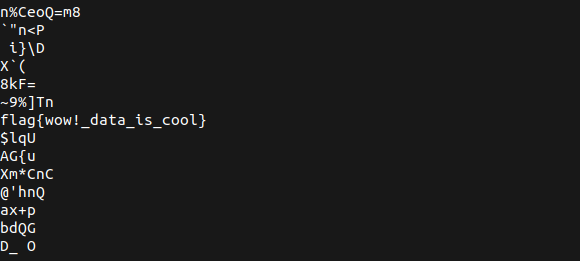 n%CeoQ=m8
`"n<P
 i}\D
X`(
8kF=
~9%]Tn
flag{wow!_data_is_cool}
$lqU
AG{u
Xm*CnC
@'hnQ
ax+p
bdQG
D_ O